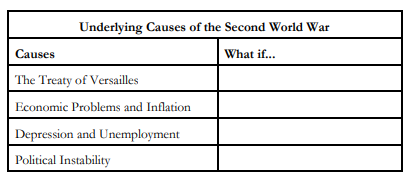 Underlying Causes of the Second World War
Causes What if...
The Treaty of Versailles
Economic Problems and Inflation
Depression and Unemployment
Political Instability